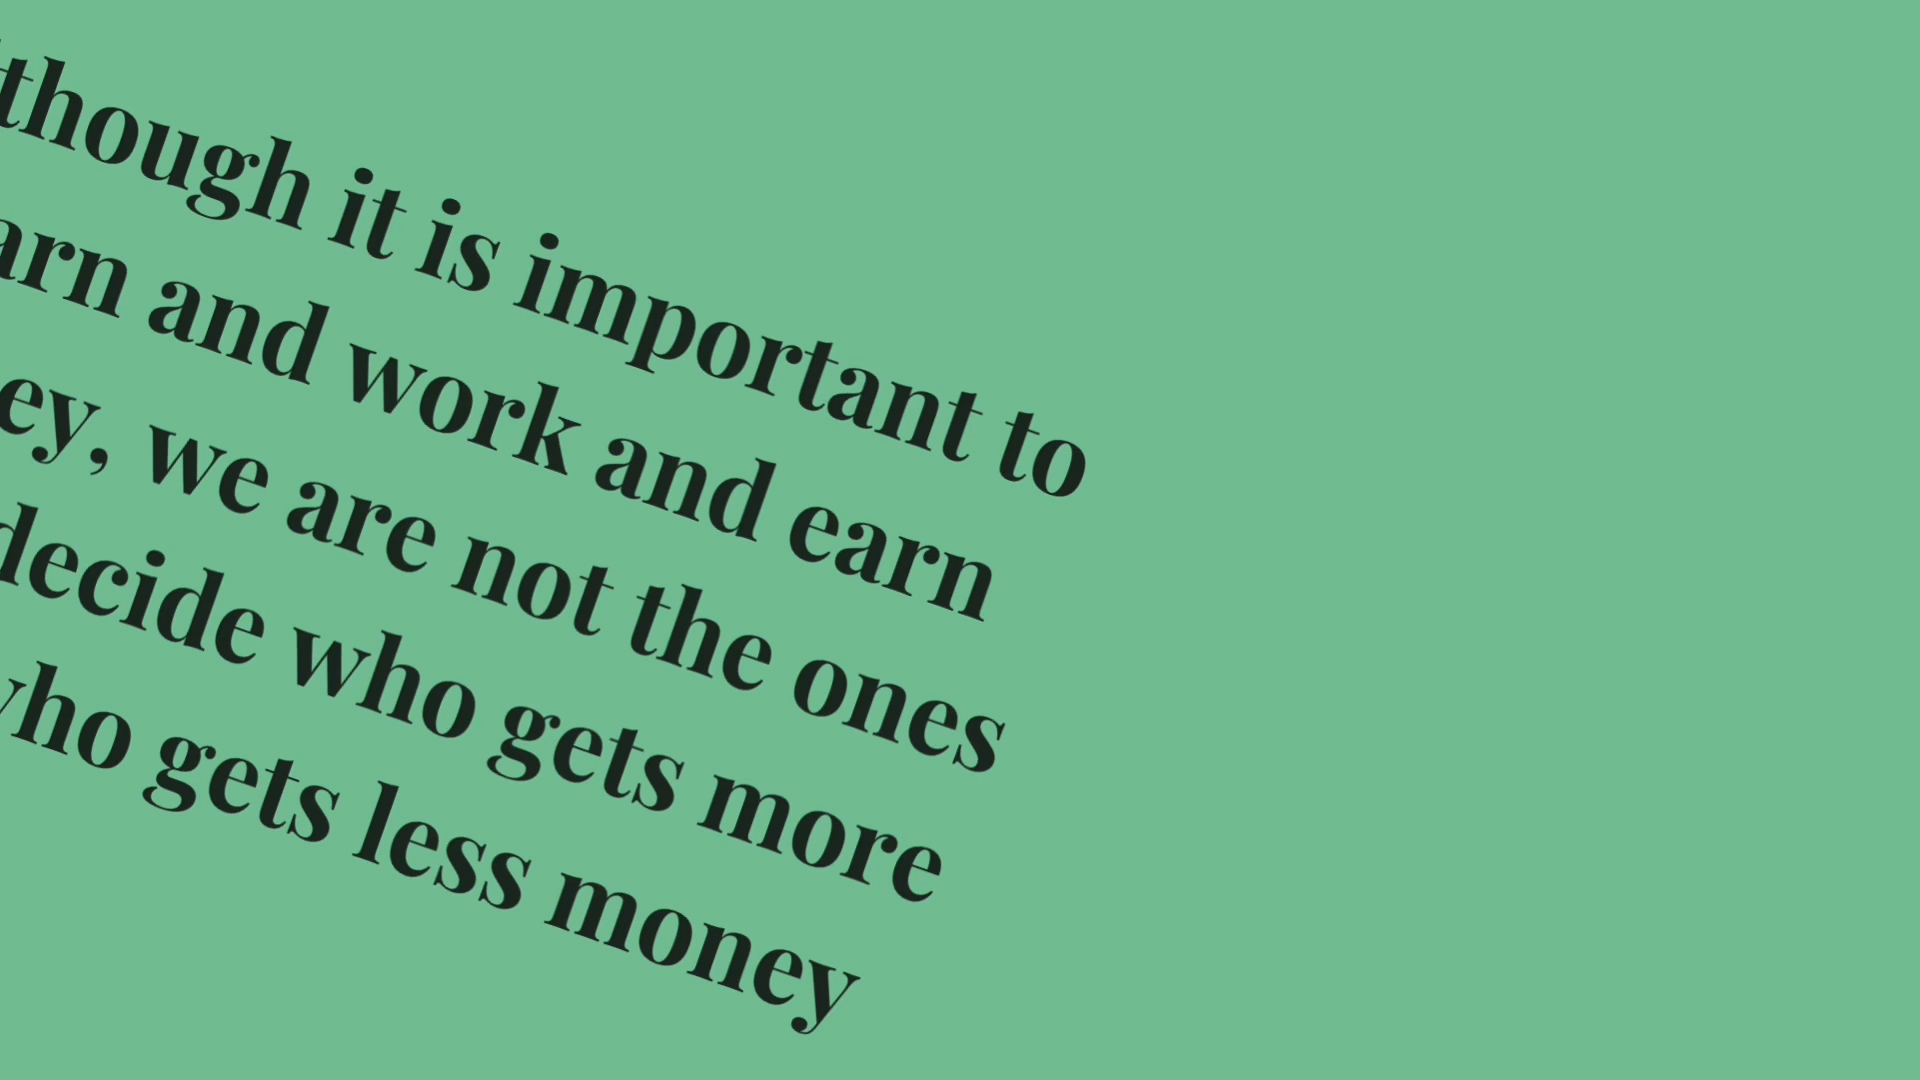 though it is important to
arn and work and earn
ey, we are not the ones
decide who gets more
who gets less money